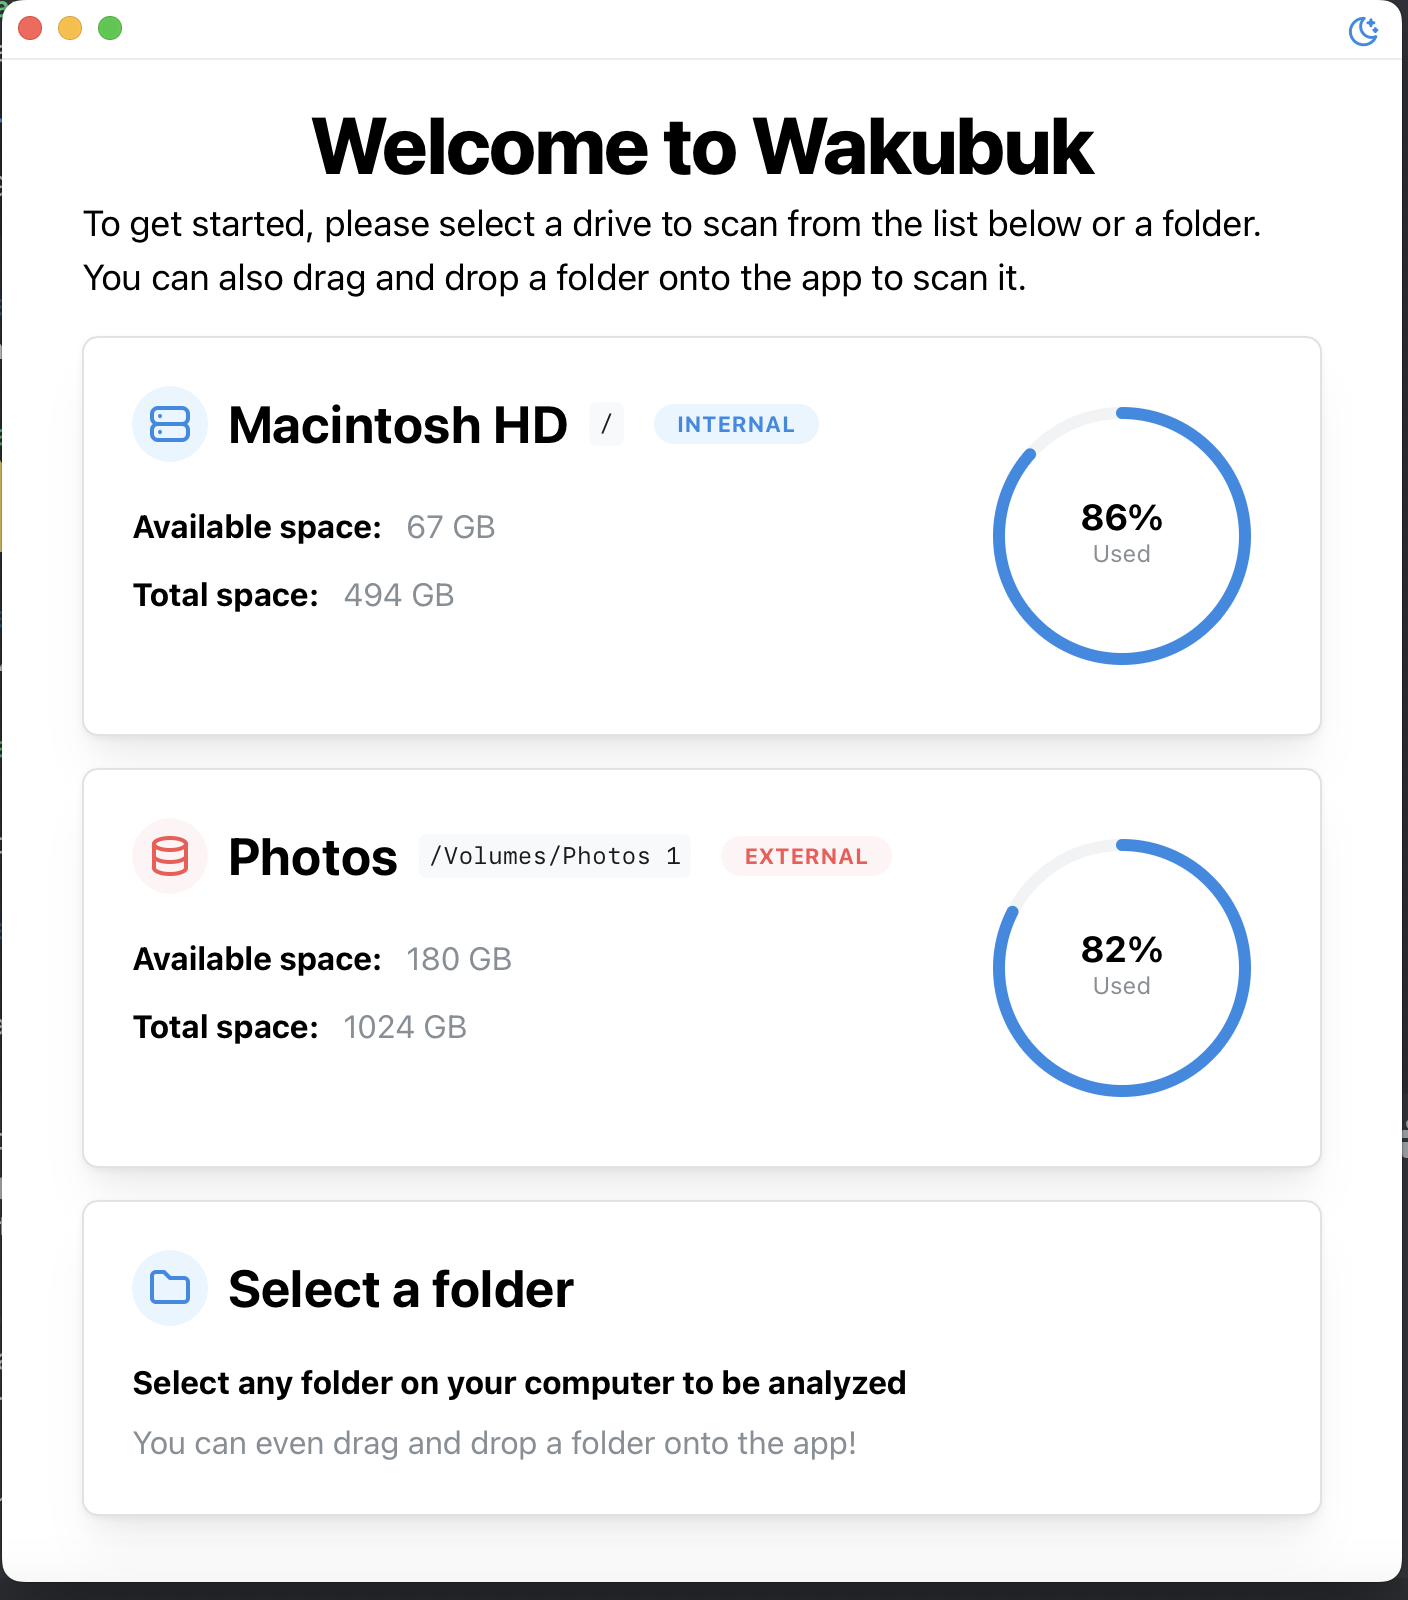 Welcome to Wakubuk
To get started, please select a drive to scan from the list below or a folder.
You can also drag and drop a folder onto the app to scan it.
Macintosh HD / INTERNAL
Available space: 67 GB
Total space: 494 GB
86%
Used
Photos /Volumes/Photos 1 EXTERNAL
Available space: 180 GB
Total space: 1024 GB
82%
Used
Select a folder
Select any folder on your computer to be analyzed
You can even drag and drop a folder onto the app!